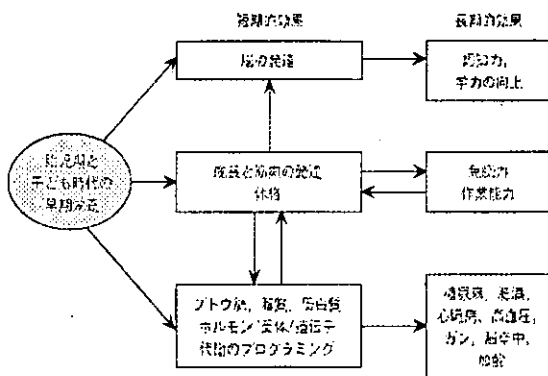 短期的効果
長期的効果
脳の発達
認知力,
学力の向上
胎児期と
子ども時代の
早期栄養
成長と筋肉の発達
体格
免疫力
作業能力
ブドウ糖, 脂質, 蛋白質
ホルモン/受体/遺伝子
代謝のプログラミング
糖尿病, 肥満,
心臓病, 高血圧,
ガン, 脳卒中,